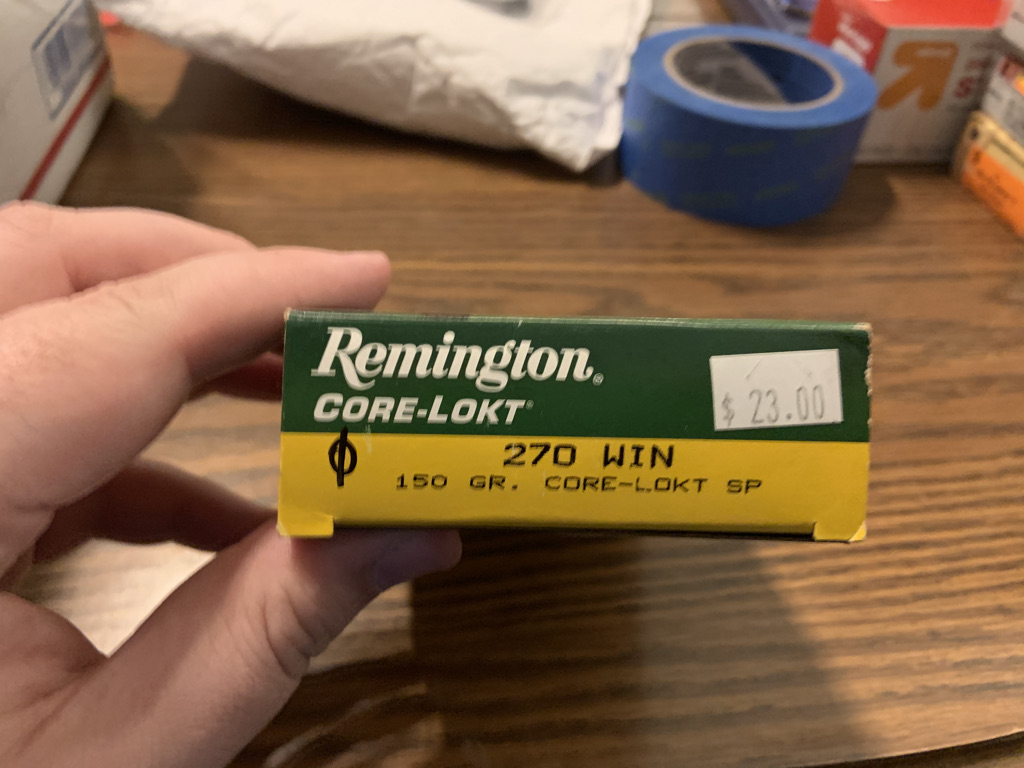 Remington®
CORE-LOKT
$ 23.00
270 WIN
150 GR. CORE-LOKT SP